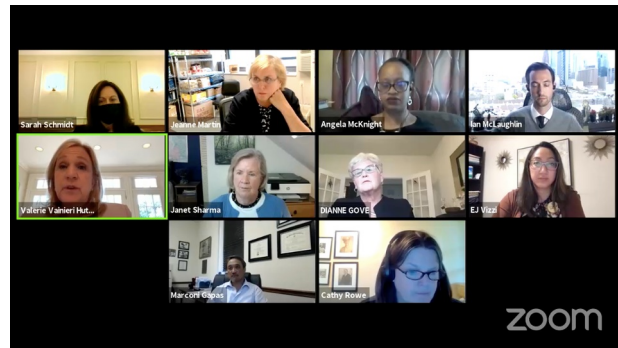 Sarah Schmidt
Jeanne Martin
Angela McKnight
Ian McLaughlin
Valerie Vainieri Hut...
Janet Sharma
DIANNE GOVE
EJ Vizzi
Marconi Gapas
Cathy Rowe
zoom